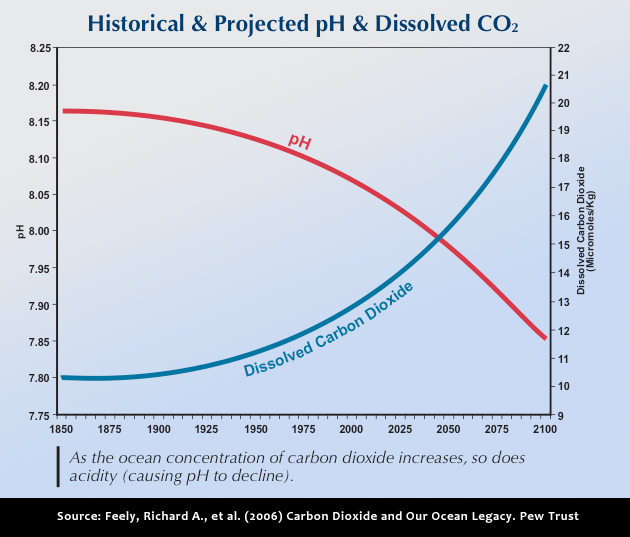 Historical & Projected pH & Dissolved CO₂
8.25
8.20
8.15
8.10
8.05
8.00
7.95
7.90
7.85
7.80
7.75
pH
22
21
20
19
18
17
16
15
14
13
12
11
10
9
Dissolved Carbon Dioxide
(Micromoles/Kg)
pH
Dissolved Carbon Dioxide
1850 1875 1900 1925 1950 1975 2000 2025 2050 2075 2100
As the ocean concentration of carbon dioxide increases, so does
acidity (causing pH to decline).
Source: Feely, Richard A., et al. (2006) Carbon Dioxide and Our Ocean Legacy. Pew Trust